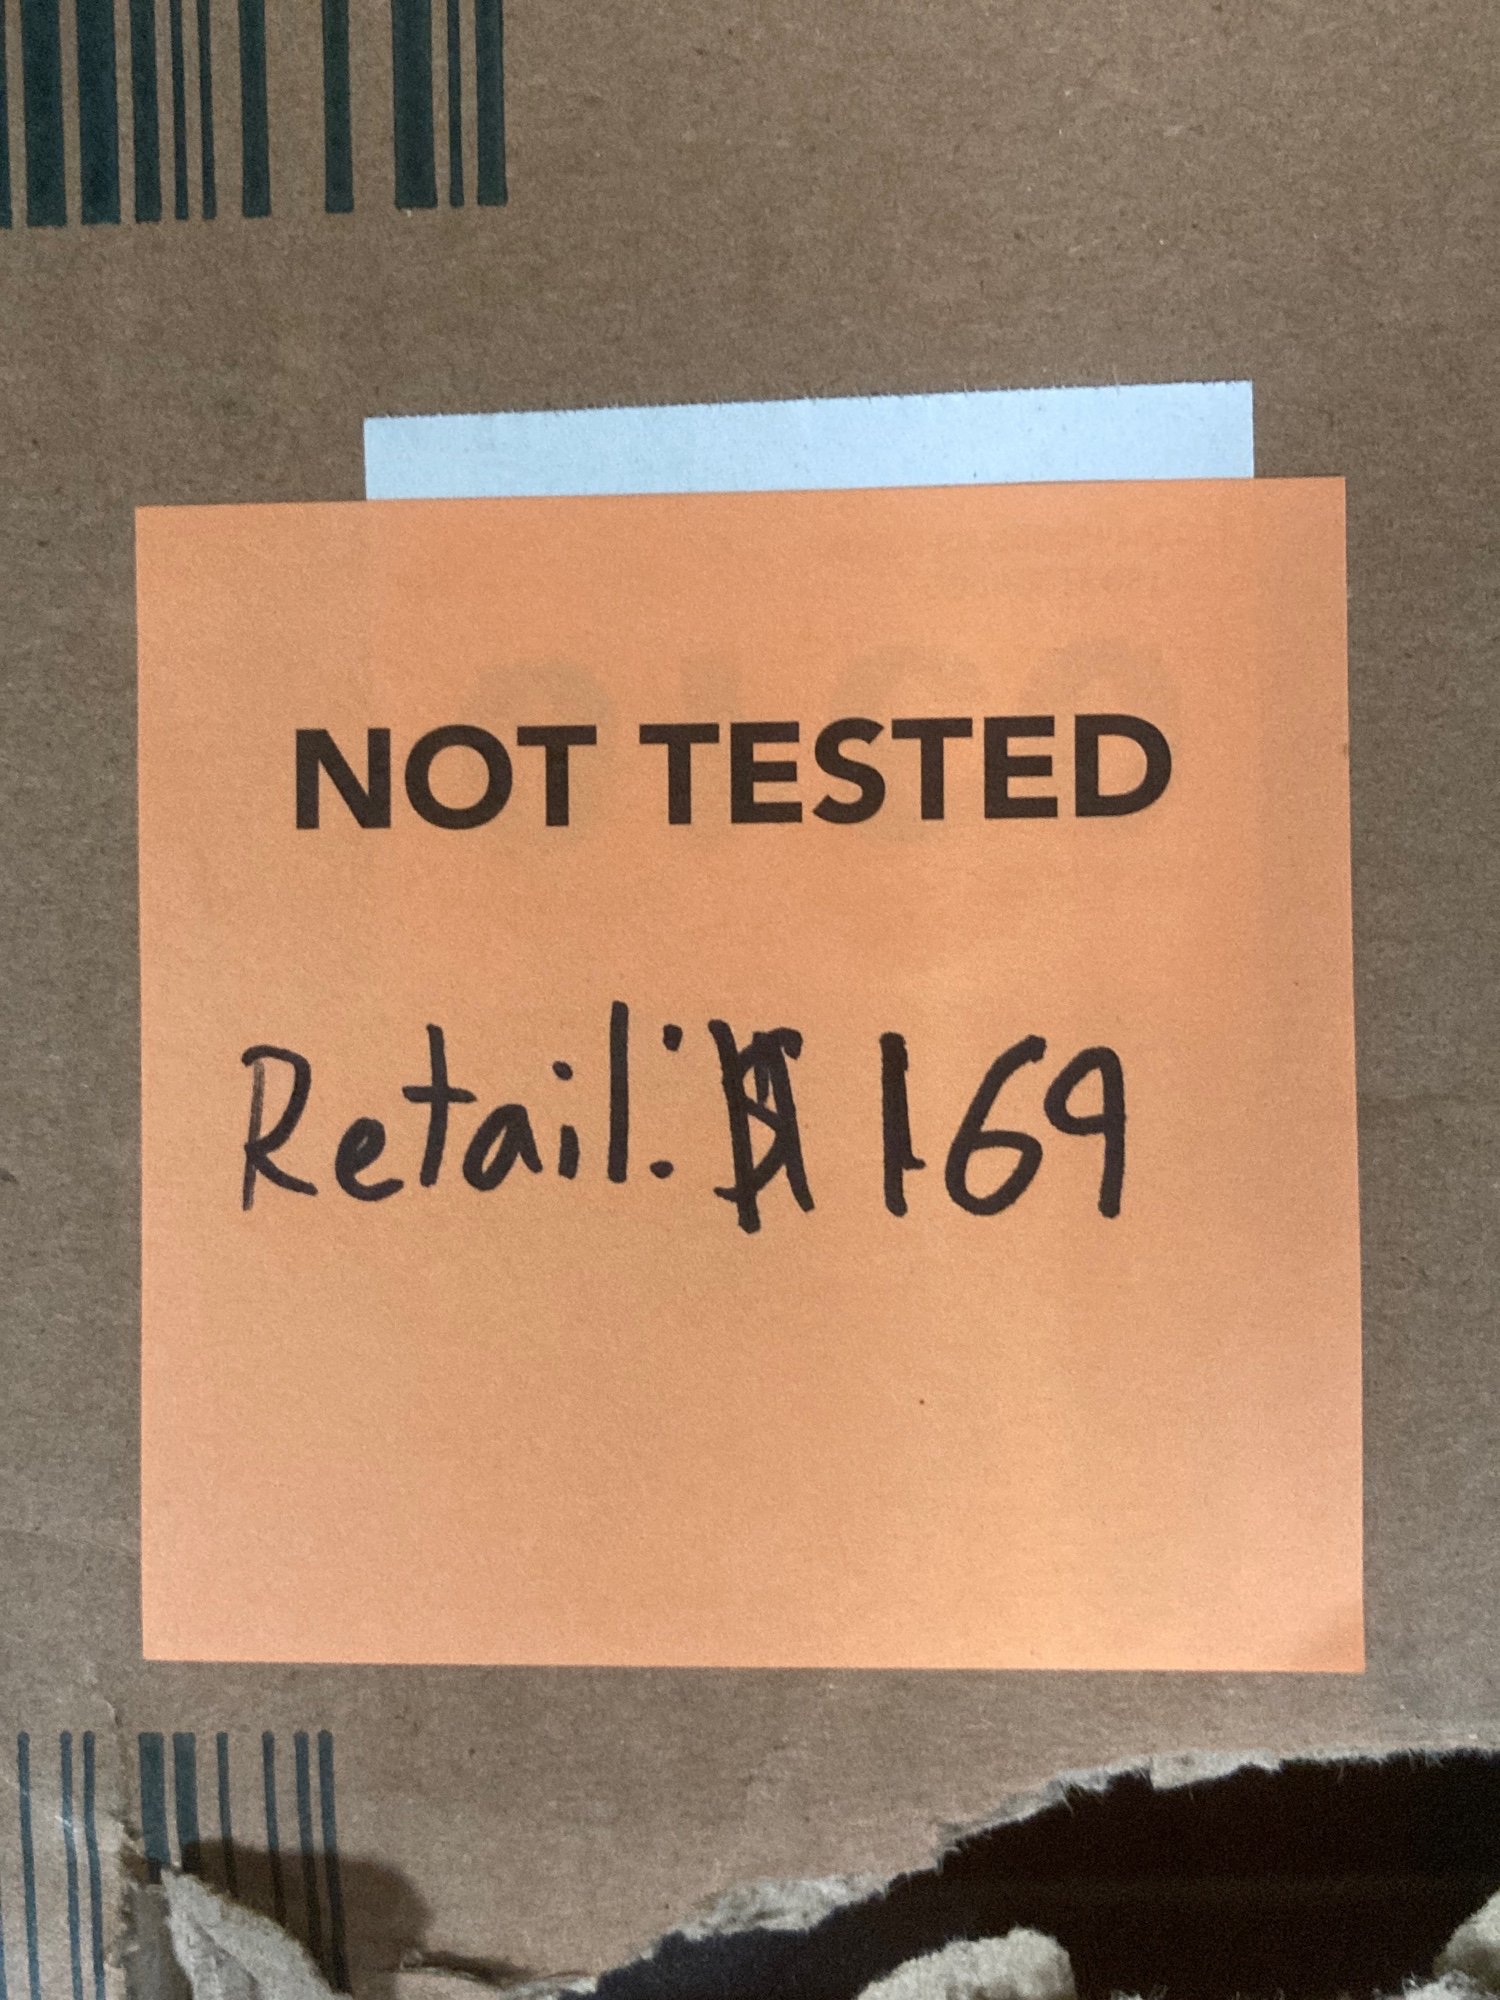 NOT TESTED
Retail: $ 169